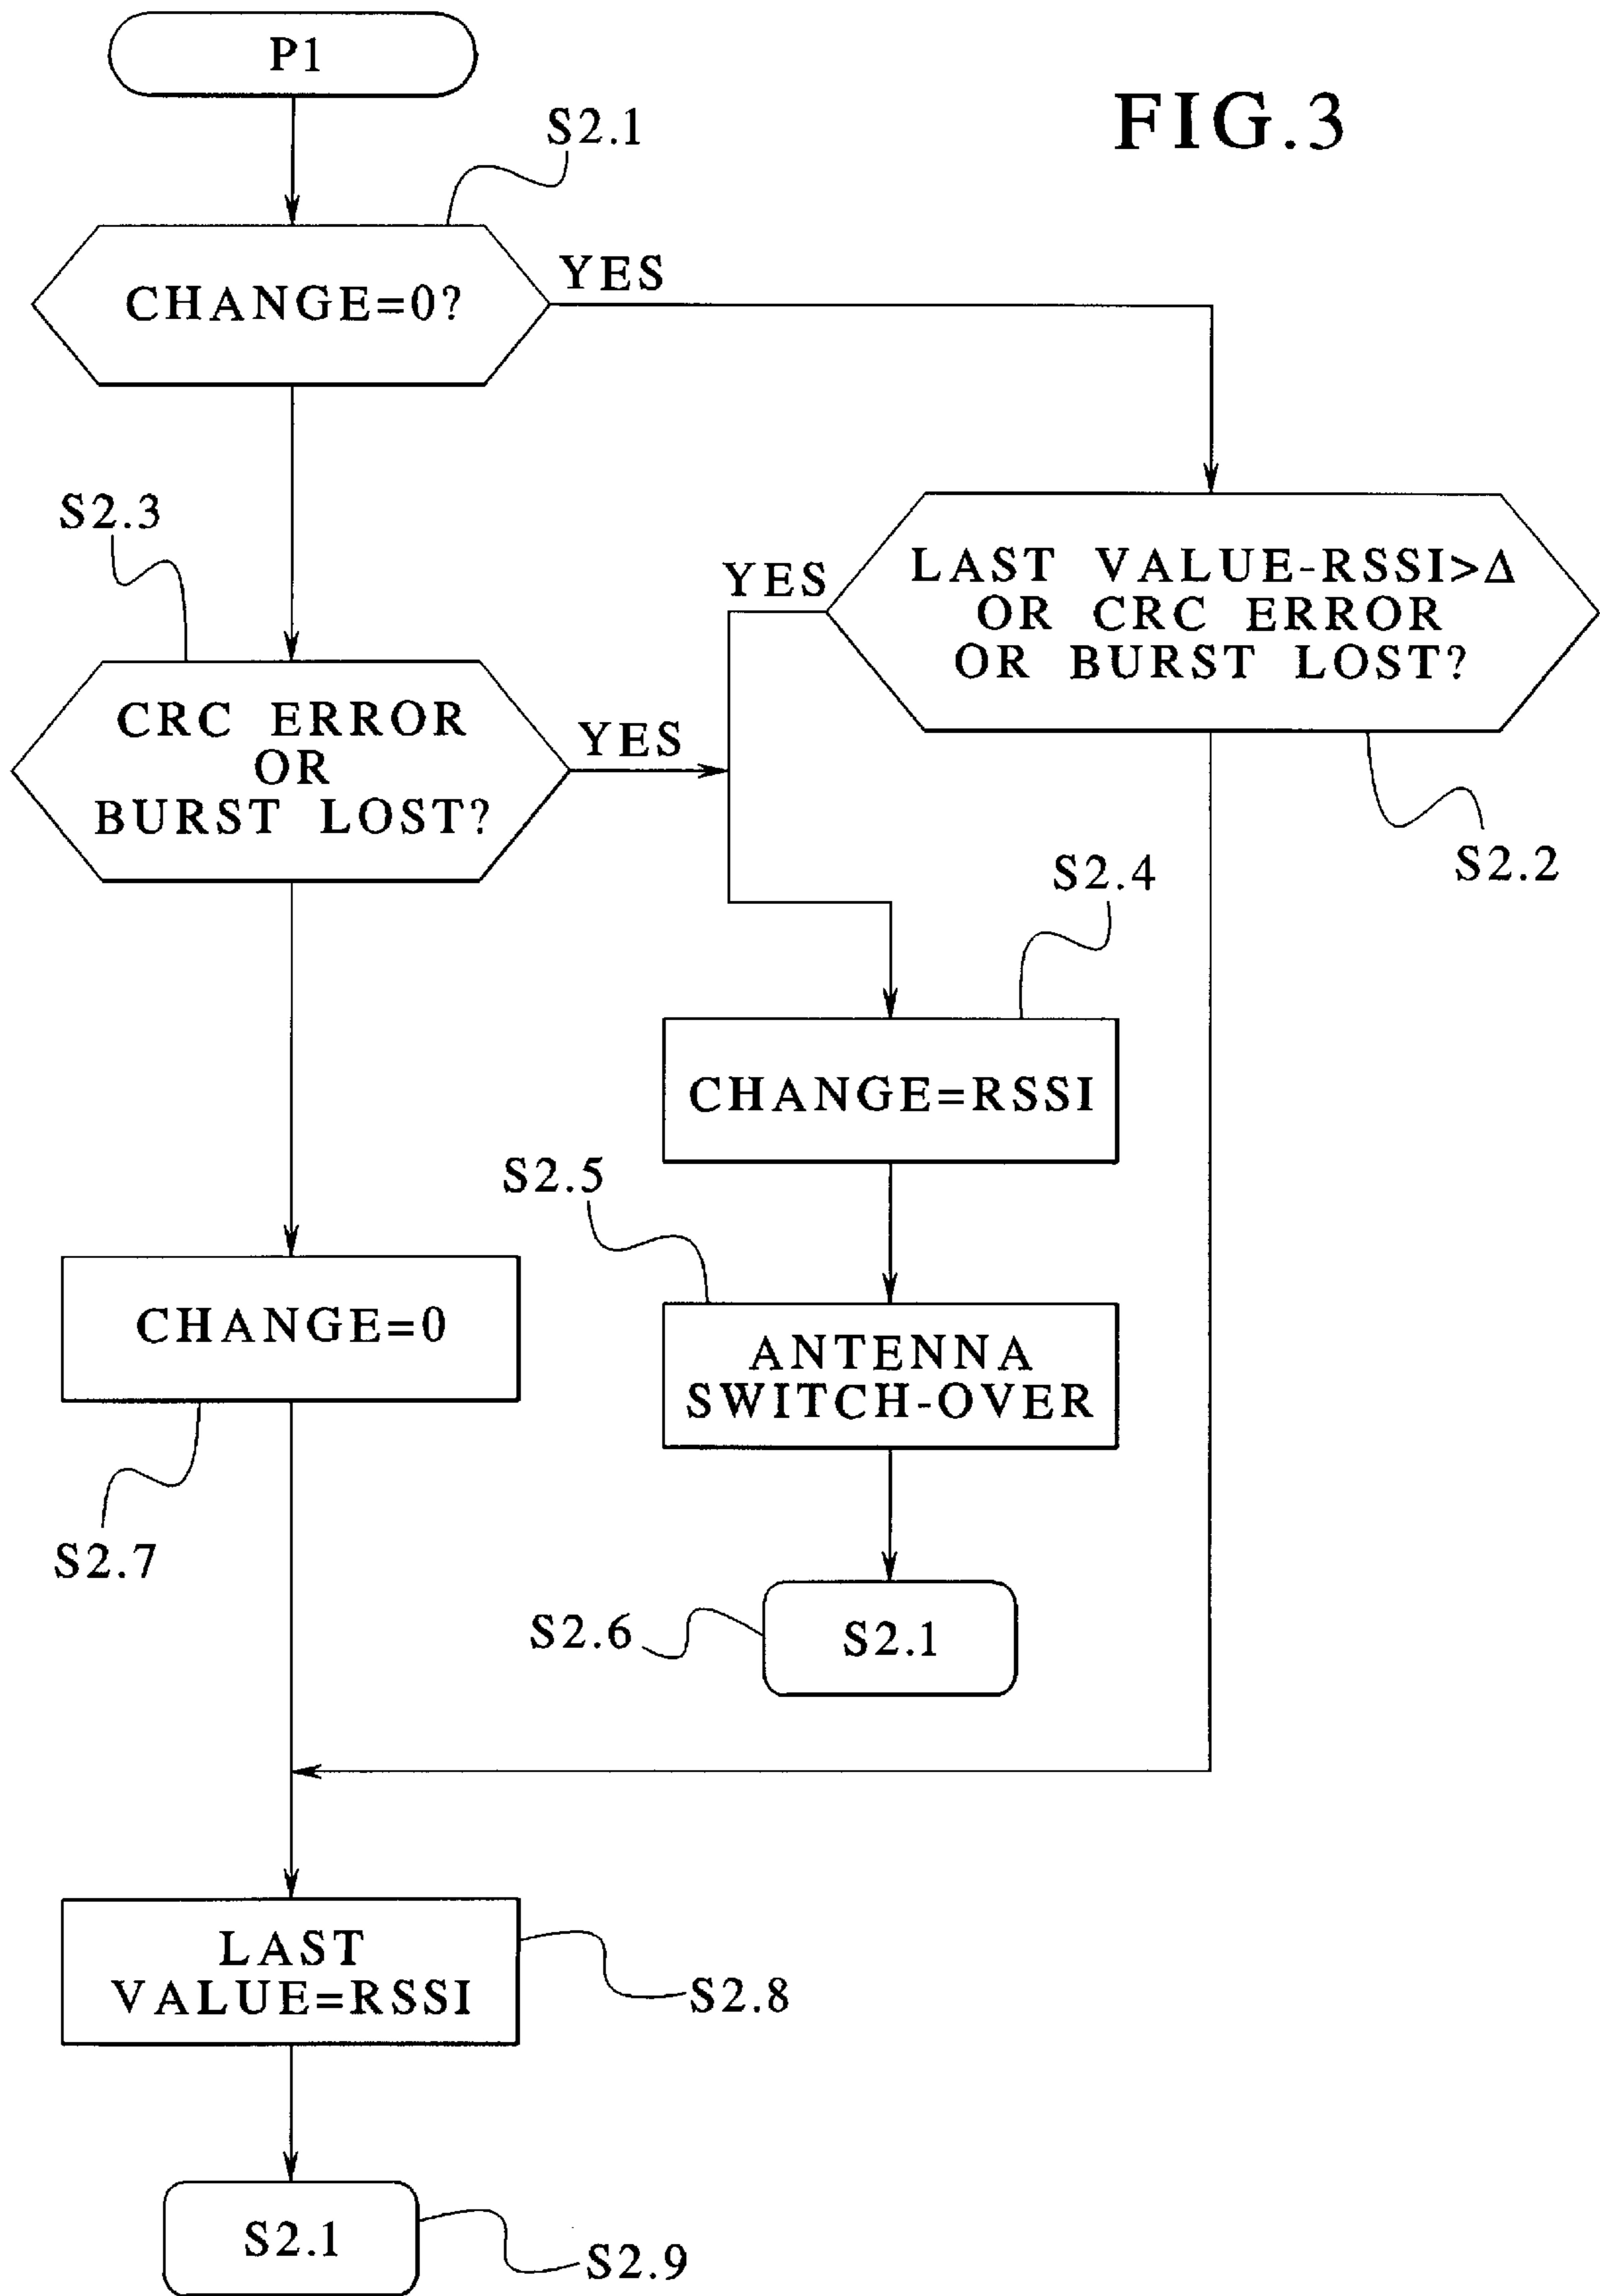 P1
FIG.3
S2.1
CHANGE=0?
YES
S2.3
LAST VALUE-RSSI>Δ
OR CRC ERROR
OR BURST LOST?
YES
S2.2
CRC ERROR
OR
BURST LOST?
YES
S2.4
CHANGE=RSSI
S2.5
ANTENNA
SWITCH-OVER
CHANGE=0
S2.7
S2.6
S2.1
LAST
VALUE=RSSI
S2.8
S2.1
S2.9